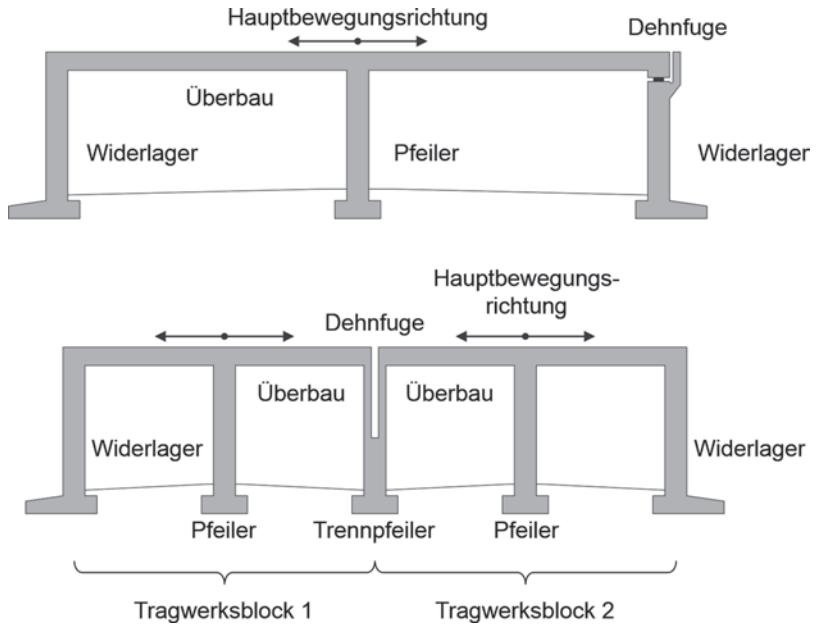 Hauptbewegungsrichtung
Dehnfuge
Überbau
Widerlager
Pfeiler
Widerlager
Hauptbewegungs-
richtung
Dehnfuge
Überbau
Überbau
Widerlager
Widerlager
Pfeiler
Trennpfeiler
Pfeiler
Tragwerksblock 1
Tragwerksblock 2